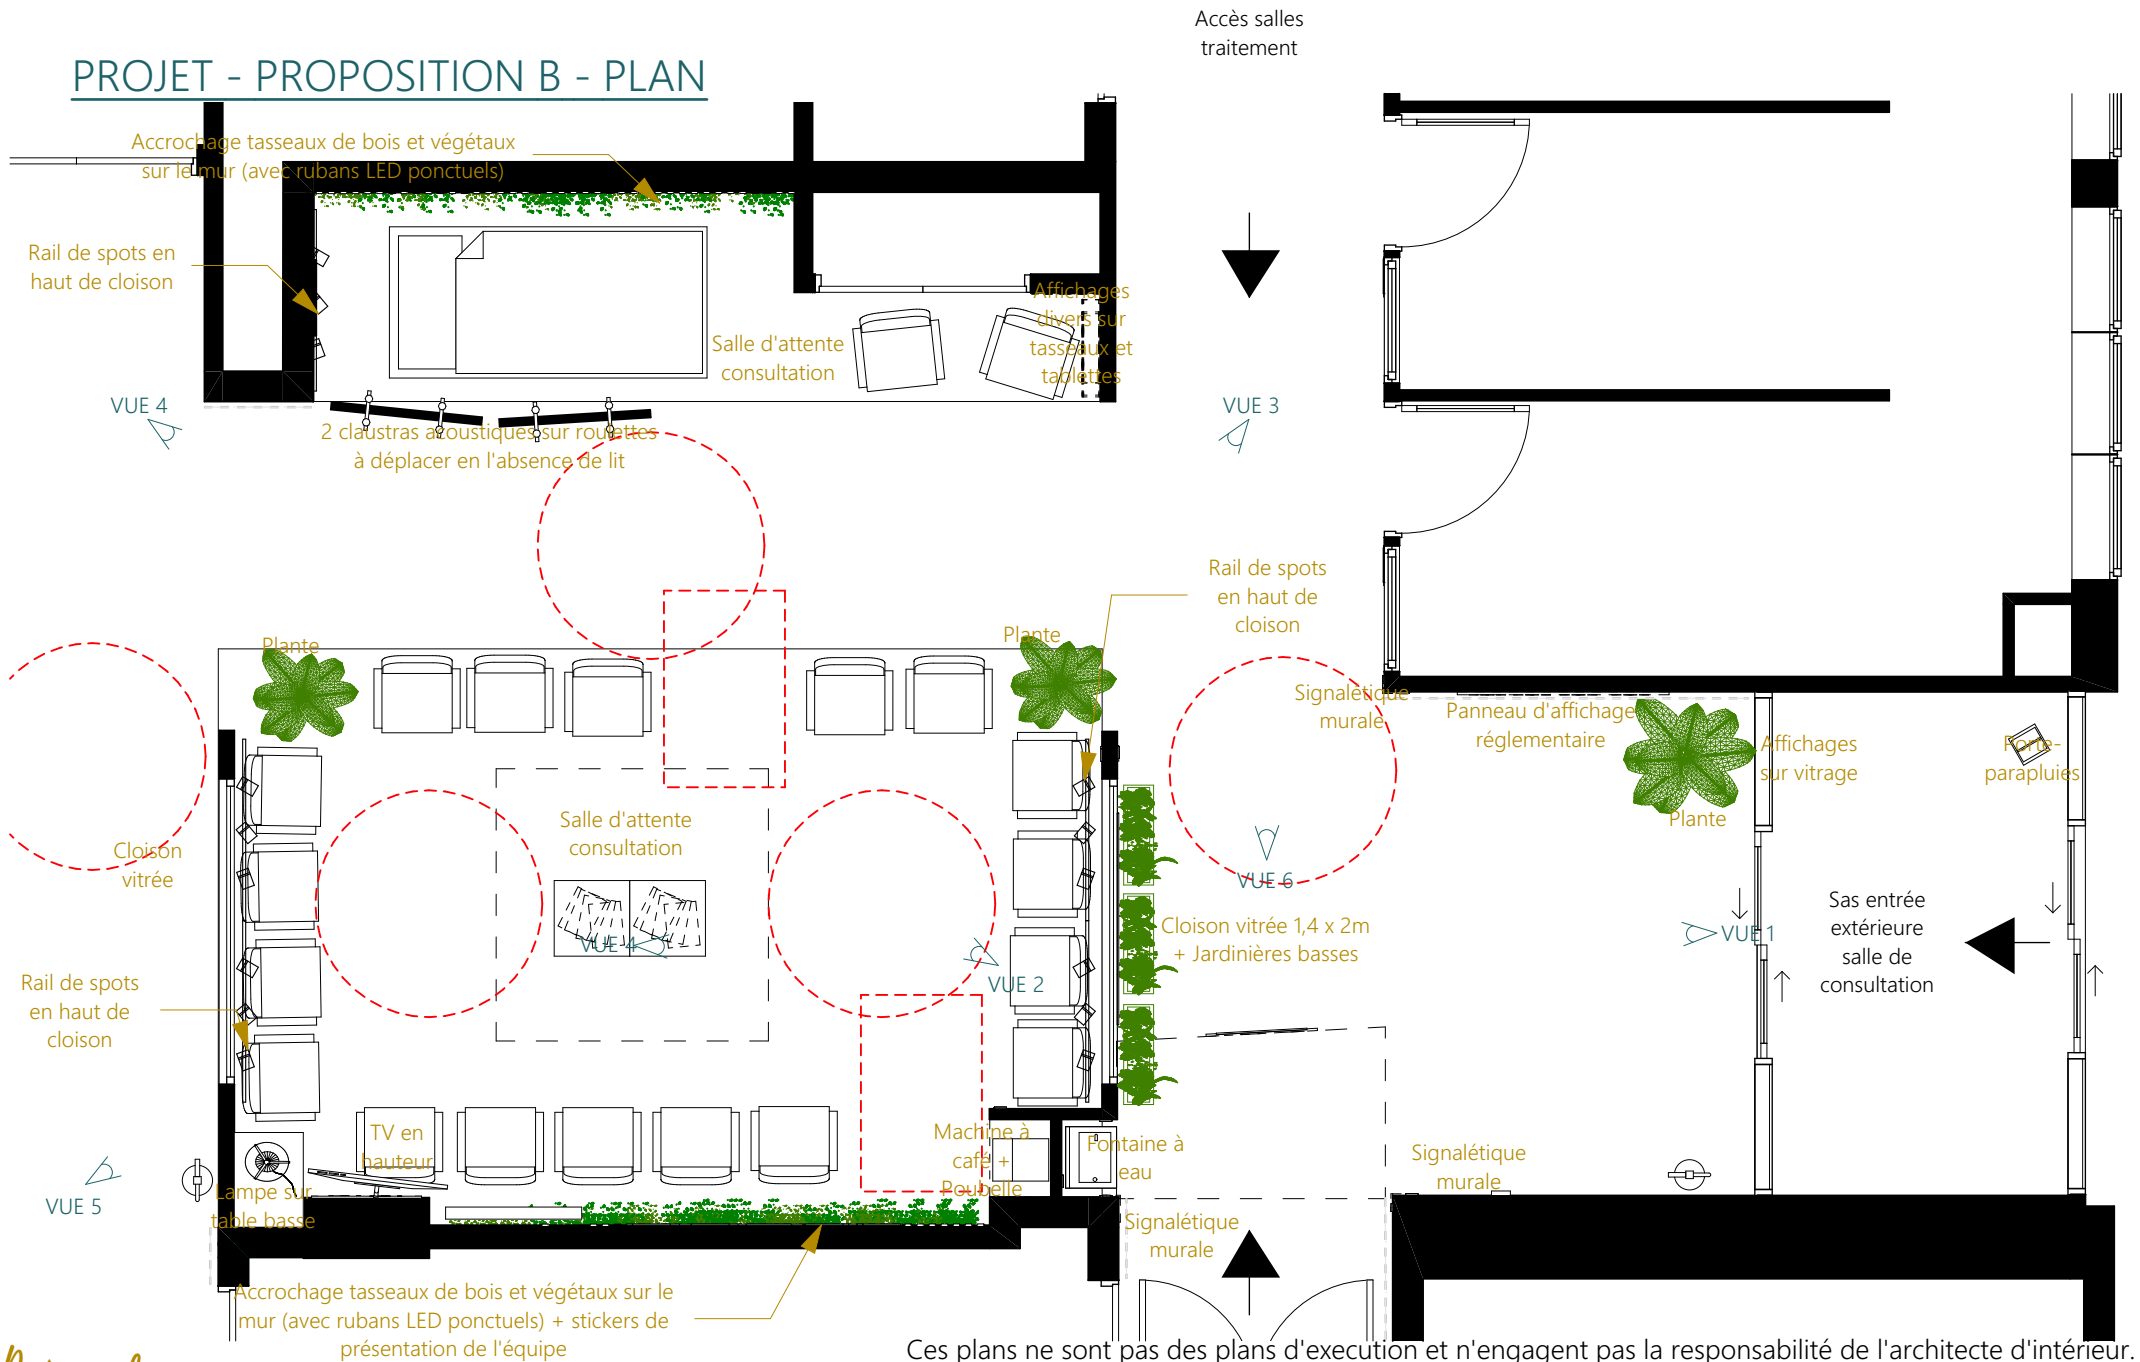 Accès salles
traitement
PROJET - PROPOSITION B - PLAN
Accrochage tasseaux de bois et végétaux
sur le mur (avec rubans LED ponctuels)
Rail de spots en
haut de cloison
Affichages
divers sur
tasseaux et
tablettes
Salle d'attente
consultation
VUE 4
VUE 3
2 claustras acoustiques sur roulettes
à déplacer en l'absence de lit
Rail de spots
en haut de
cloison
Plante
Plante
Signalétique
murale
Panneau d'affichage
réglementaire
Affichages
sur vitrage
Porte-
parapluies
Plante
Salle d'attente
consultation
Cloison
vitrée
VUE 6
Cloison vitrée 1,4 x 2m
+ Jardinières basses
VUE 1
Sas entrée
extérieure
salle de
consultation
VUE 4
VUE 2
Rail de spots
en haut de
cloison
TV en
hauteur
Machine à
café +
Poubelle
Fontaine à
eau
Signalétique
murale
VUE 5
Lampe sur
table basse
Signalétique
murale
Accrochage tasseaux de bois et végétaux sur le
mur (avec rubans LED ponctuels) + stickers de
présentation de l'équipe
Ces plans ne sont pas des plans d'execution et n'engagent pas la responsabilité de l'architecte d'intérieur.